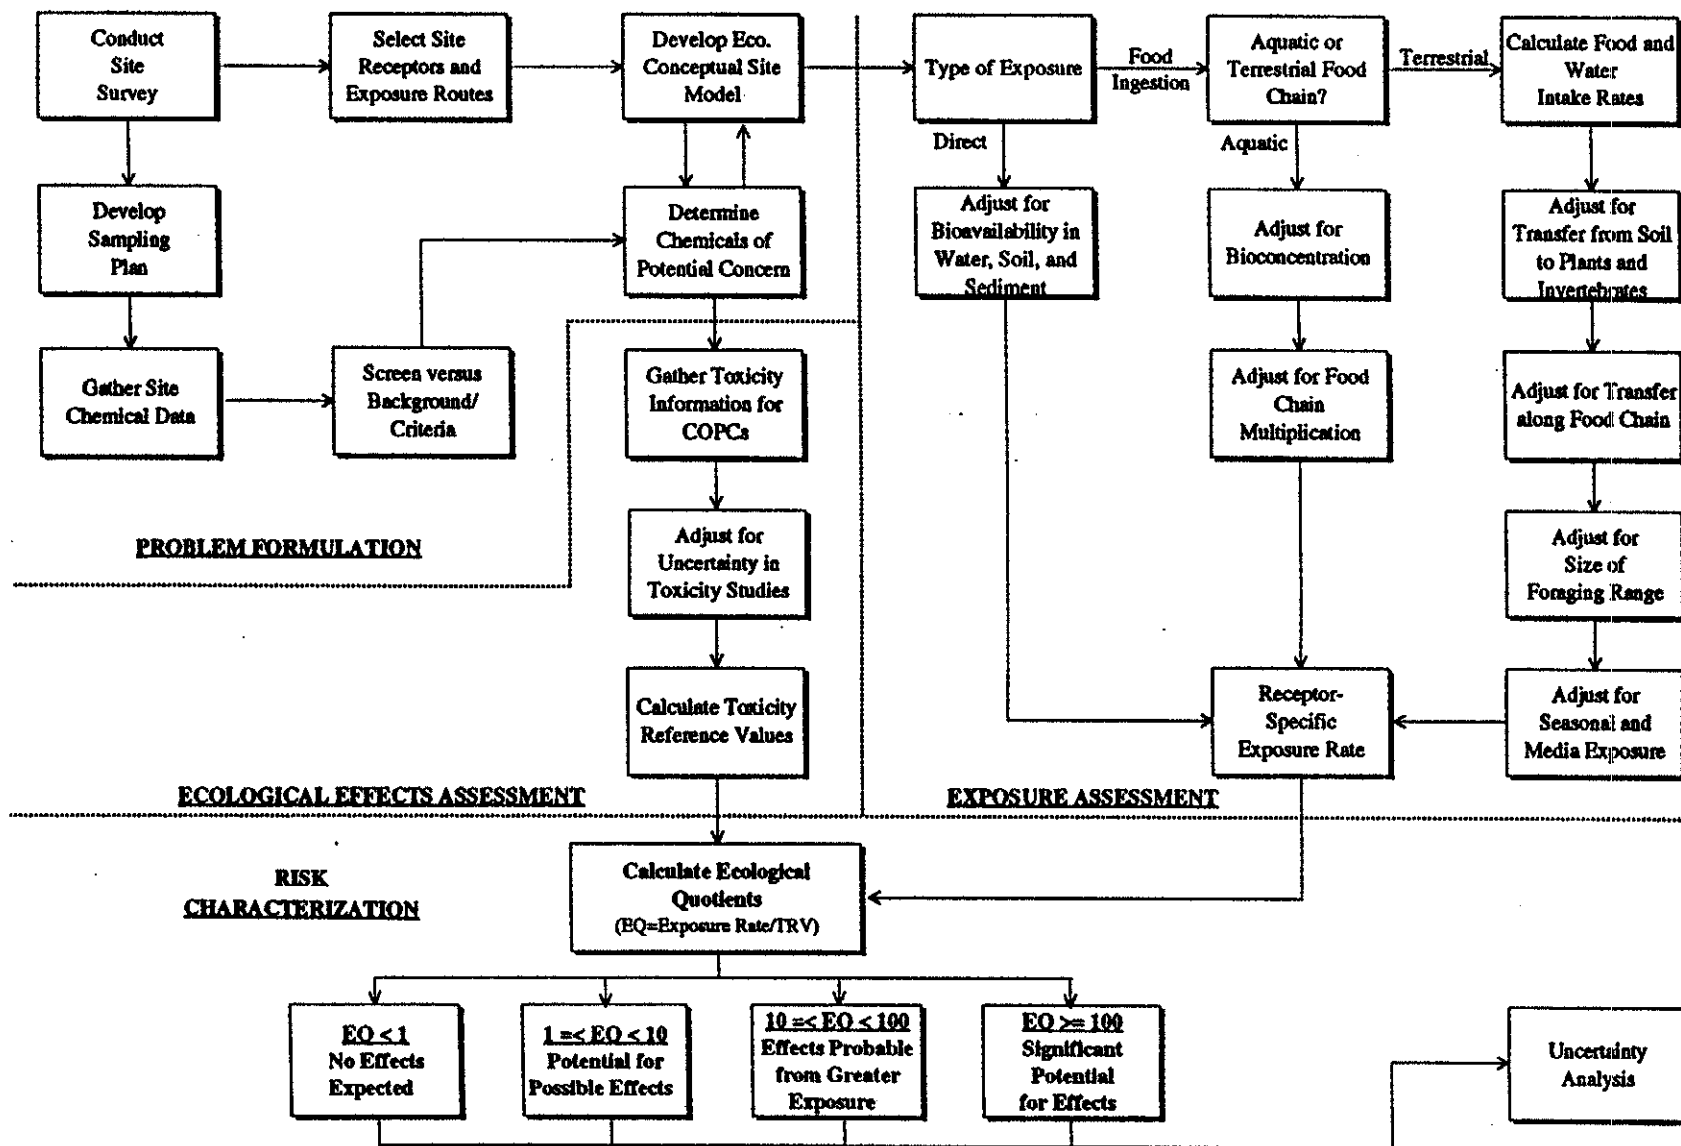 Conduct
Site
Survey
Select Site
Receptors and
Exposure Routes
Develop Eco.
Conceptual Site
Model
Type of Exposure
Food
Ingestion
Aquatic or
Terrestrial Food
Chain?
Terrestrial
Calculate Food and
Water
Intake Rates
Direct
Aquatic
Develop
Sampling
Plan
Determine
Chemicals of
Potential Concern
Adjust for
Bioavailability in
Water, Soil, and
Sediment
Adjust for
Bioconcentration
Adjust for
Transfer from Soil
to Plants and
Invertebrates
Gather Site
Chemical Data
Screen versus
Background/
Criteria
Gather Toxicity
Information for
COPCs
Adjust for Food
Chain
Multiplication
Adjust for Transfer
along Food Chain
PROBLEM FORMULATION
Adjust for
Uncertainty in
Toxicity Studies
Adjust for
Size of
Foraging Range
Calculate Toxicity
Reference Values
Receptor-
Specific
Exposure Rate
Adjust for
Seasonal and
Media Exposure
ECOLOGICAL EFFECTS ASSESSMENT
EXPOSURE ASSESSMENT
RISK
CHARACTERIZATION
Calculate Ecological
Quotients
(EQ=Exposure Rate/TRV)
EQ < 1
No Effects
Expected
1 =< EQ < 10
Potential for
Possible Effects
10 =< EQ < 100
Effects Probable
from Greater
Exposure
EQ >= 100
Significant
Potential
for Effects
Uncertainty
Analysis